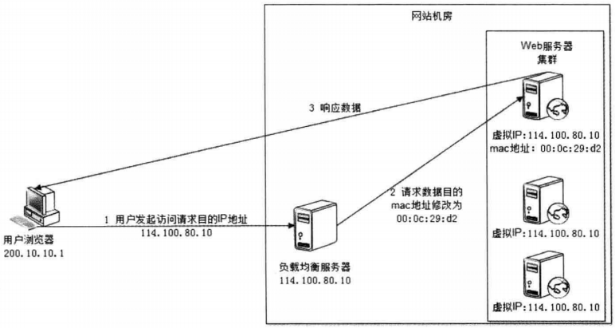 网站机房
Web服务器
集群
3 响应数据
虚拟IP:114.100.80.10
mac地址: 00:0c:29:d2
2 请求数据目的
mac地址修改为
00:0c:29:d2
1 用户发起访问请求目的IP地址
114.100.80.10
用户浏览器
200.10.10.1
负载均衡服务器
114.100.80.10
虚拟IP:114.100.80.10
虚拟IP:114.100.80.10